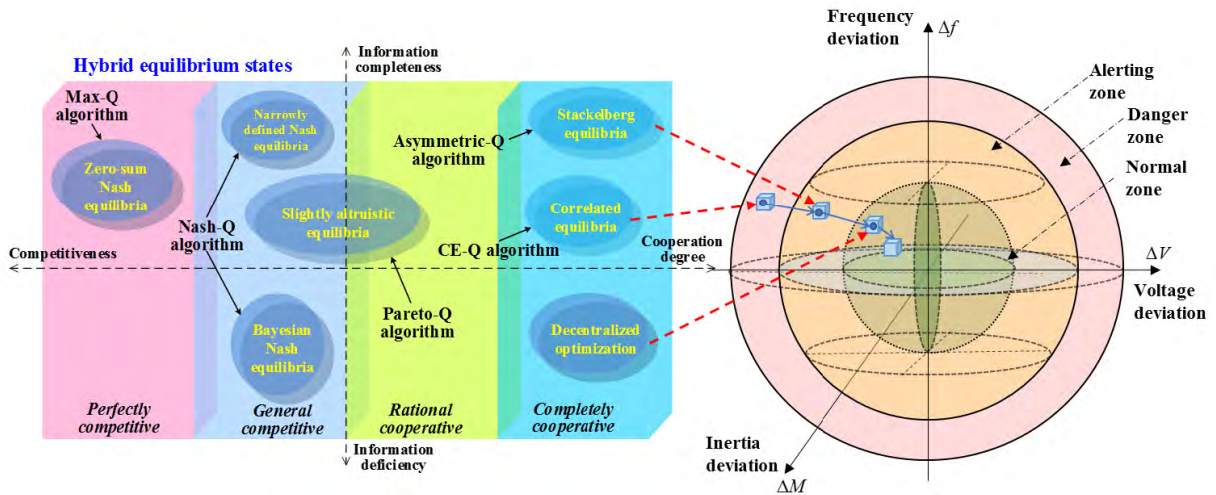 Hybrid equilibrium states
Information
completeness
Max-Q
algorithm
Zero-sum
Nash
equilibria
Narrowly
defined Nash
equilibria
Asymmetric-Q
algorithm
Stackelberg
equilibria
Nash-Q
algorithm
Slightly altruistic
equilibria
Correlated
equilibria
CE-Q algorithm
Competitiveness
Cooperation
degree
Bayesian
Nash
equilibria
Pareto-Q
algorithm
Decentralized
optimization
Perfectly
competitive
General
competitive
Rational
cooperative
Completely
cooperative
Information
deficiency
Frequency
deviation
Δf
Alerting
zone
Danger
zone
Normal
zone
ΔV
Voltage
deviation
Inertia
deviation
ΔM